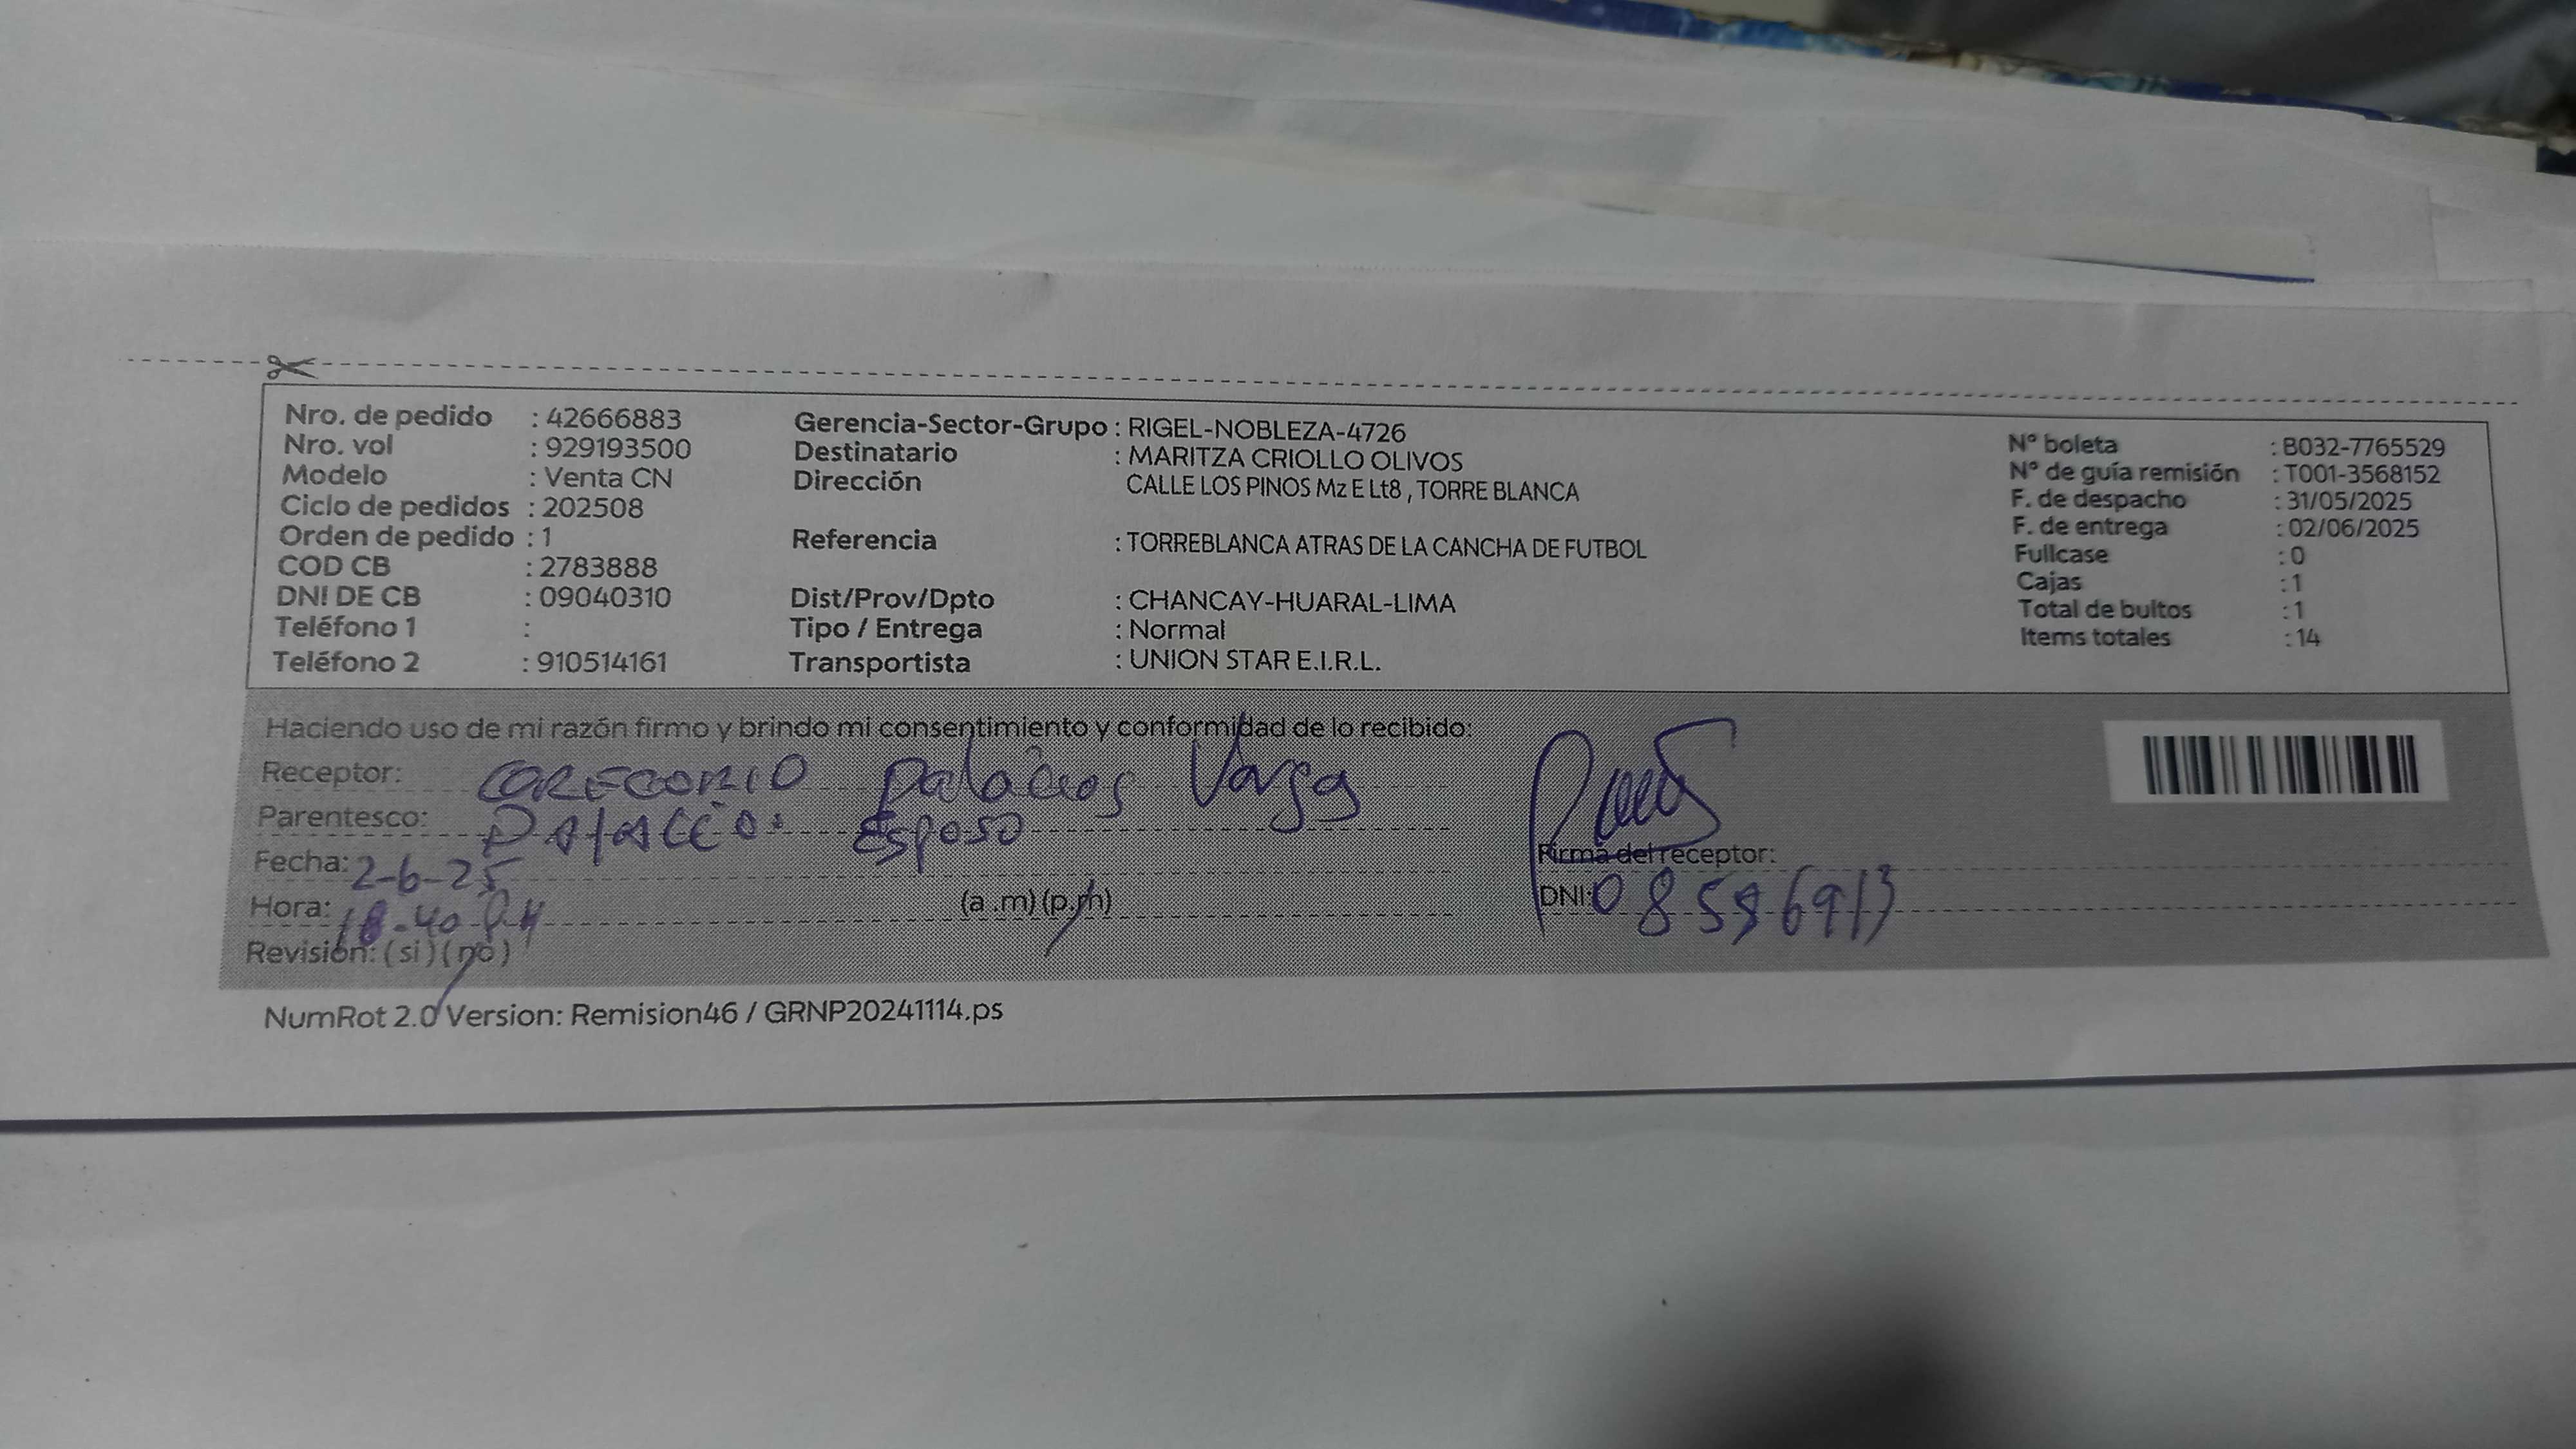 Nro. de pedido : 42666883
Nro. vol : 929193500
Modelo : Venta CN
Ciclo de pedidos : 202508
Orden de pedido : 1
COD CB : 2783888
DNI DE CB : 09040310
Teléfono 1 :
Teléfono 2 : 910514161
Gerencia-Sector-Grupo : RIGEL-NOBLEZA-4726
Destinatario : MARITZA CRIOLLO OLIVOS
Dirección CALLE LOS PINOS Mz E Lt8 , TORRE BLANCA
Referencia : TORREBLANCA ATRAS DE LA CANCHA DE FUTBOL
Dist/Prov/Dpto : CHANCAY-HUARAL-LIMA
Tipo / Entrega : Normal
Transportista : UNION STAR E.I.R.L.
N° boleta : B032-7765529
N° de guía remisión : T001-3568152
F. de despacho : 31/05/2025
F. de entrega : 02/06/2025
Fullcase : 0
Cajas : 1
Total de bultos : 1
Items totales : 14
Haciendo uso de mi razón firmo y brindo mi consentimiento y conformidad de lo recibido:
Receptor: GREGORIO Palacios Varga
Parentesco: Esposo
Fecha: 2-6-25
Hora: (a .m) (p.m)
Revisión: (si) (no)
Firma del receptor:
DNI:
NumRot 2.0 Version: Remision46 / GRNP20241114.ps